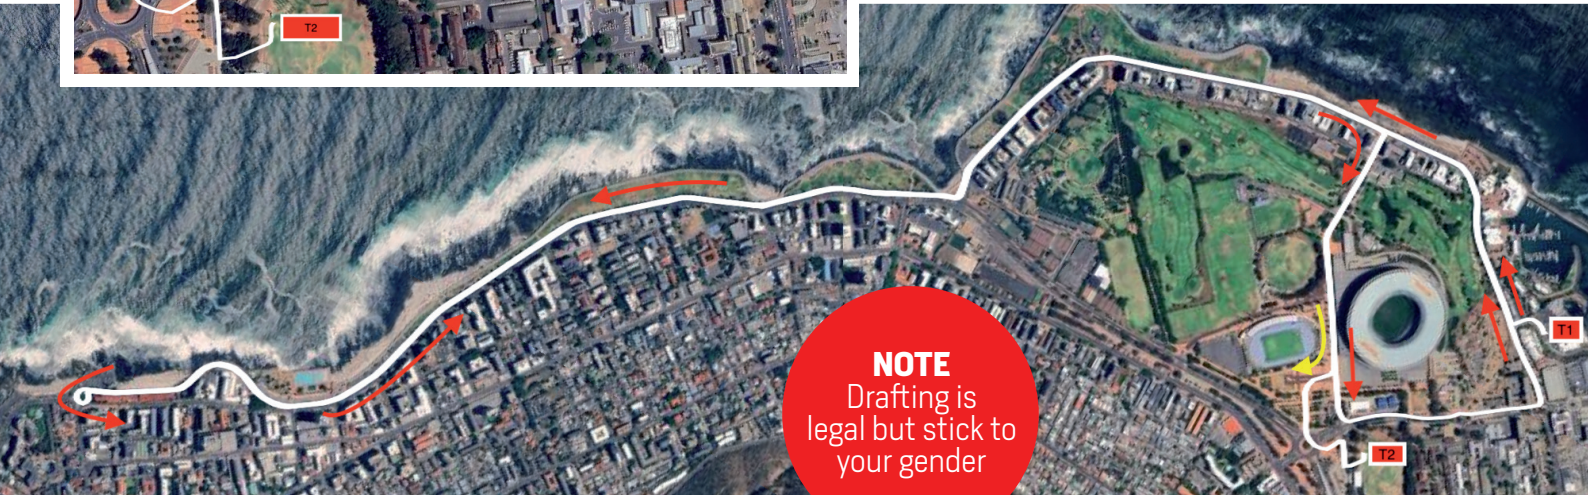 T2
T1
T2
NOTE
Drafting is
legal but stick to
your gender